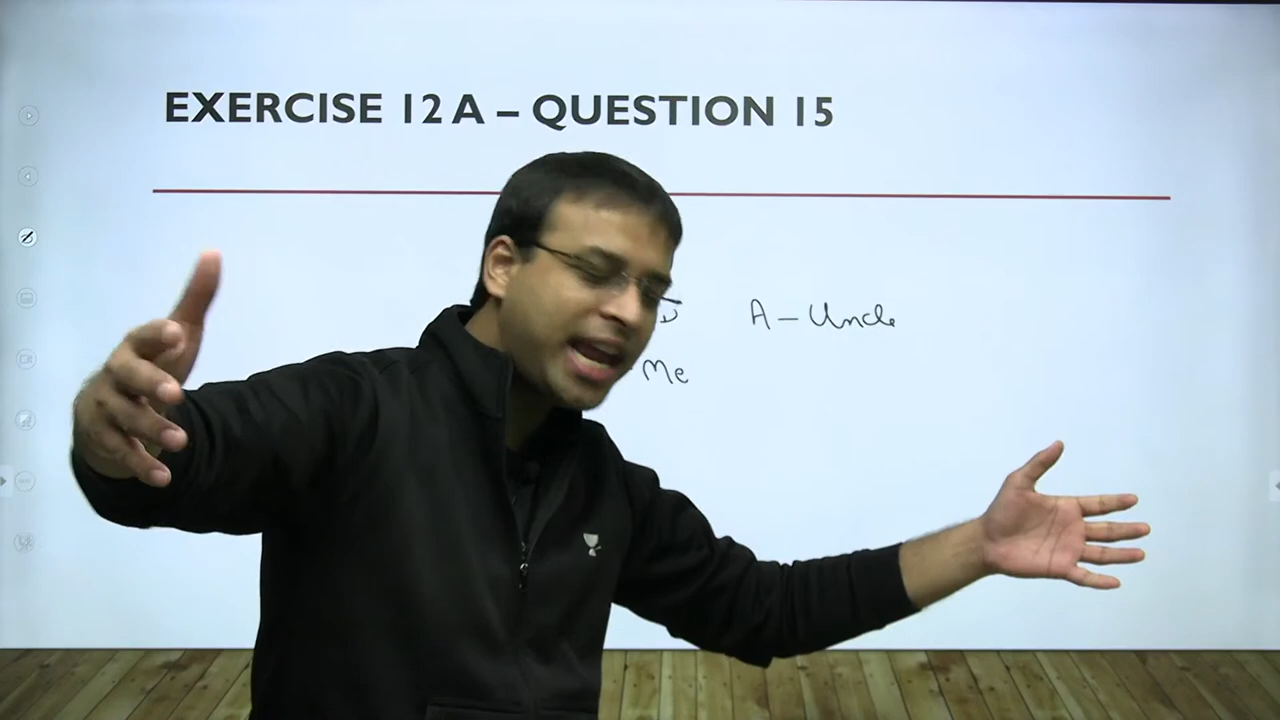 EXERCISE 12 A – QUESTION 15
A – Uncle
Me